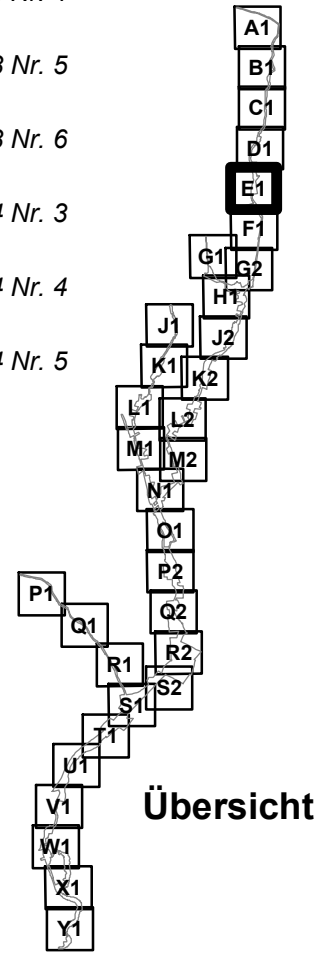 A1
B1
Nr. 5
C1
Nr. 6
D1
E1
Nr. 3
F1
G1
G2
Nr. 4
H1
J1
J2
Nr. 5
K1
K2
L1
L2
M1
M2
N1
O1
P2
P1
Q2
Q1
R2
R1
S2
S1
T1
U1
V1
Übersicht
W1
X1
Y1